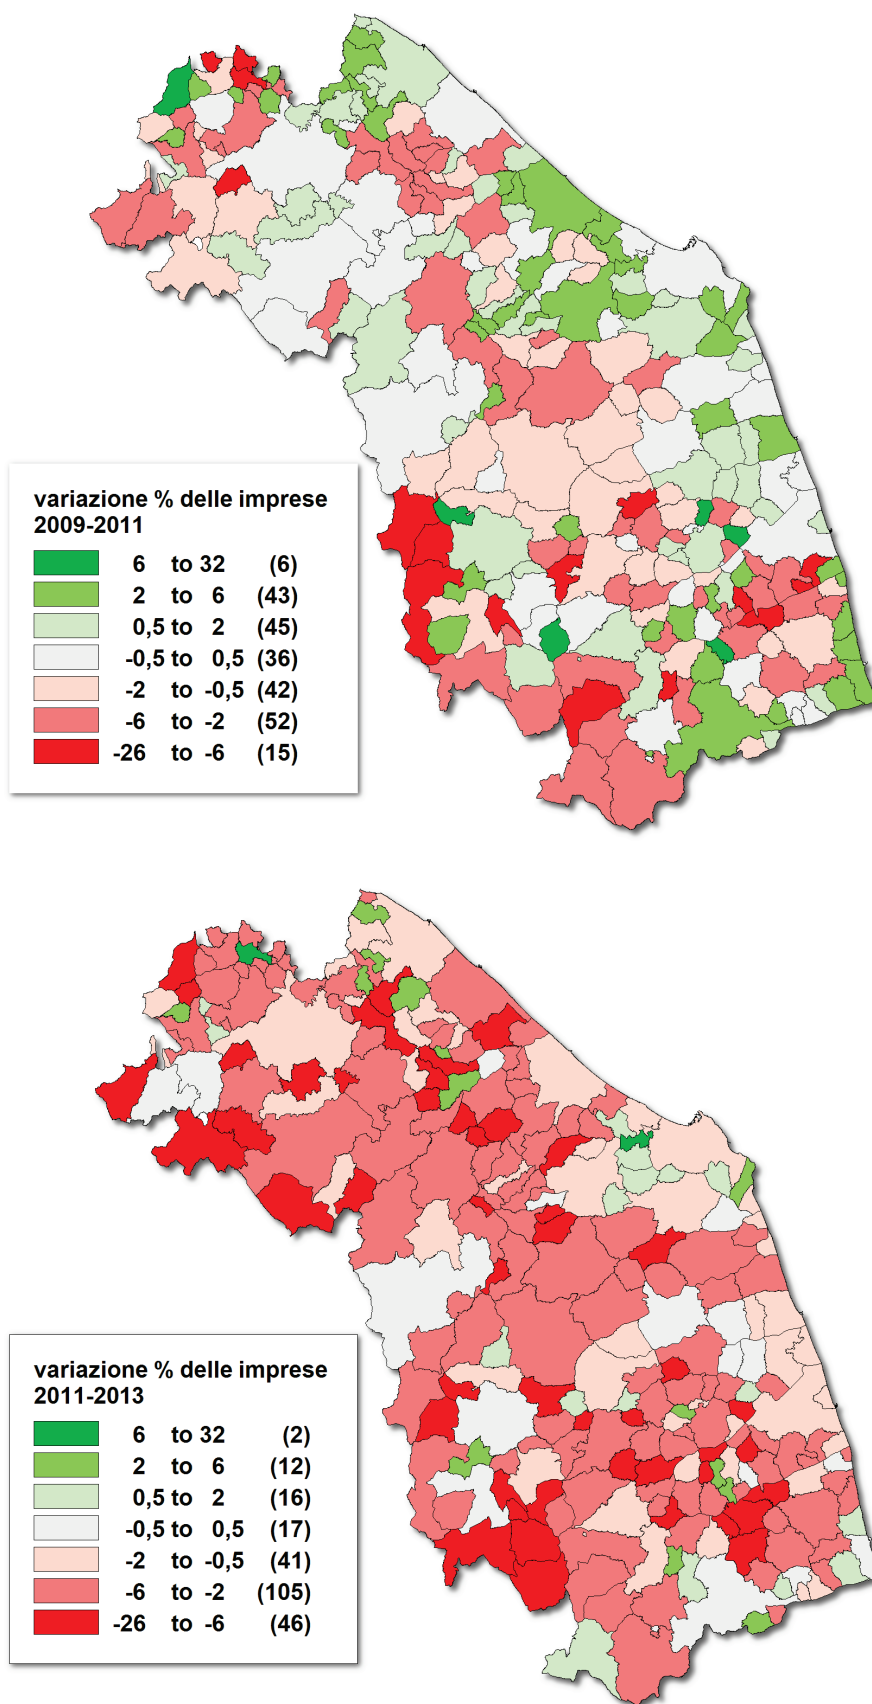 variazione % delle imprese
2009-2011
6 to 32 (6)
2 to 6 (43)
0,5 to 2 (45)
-0,5 to 0,5 (36)
-2 to -0,5 (42)
-6 to -2 (52)
-26 to -6 (15)
variazione % delle imprese
2011-2013
6 to 32 (2)
2 to 6 (12)
0,5 to 2 (16)
-0,5 to 0,5 (17)
-2 to -0,5 (41)
-6 to -2 (105)
-26 to -6 (46)